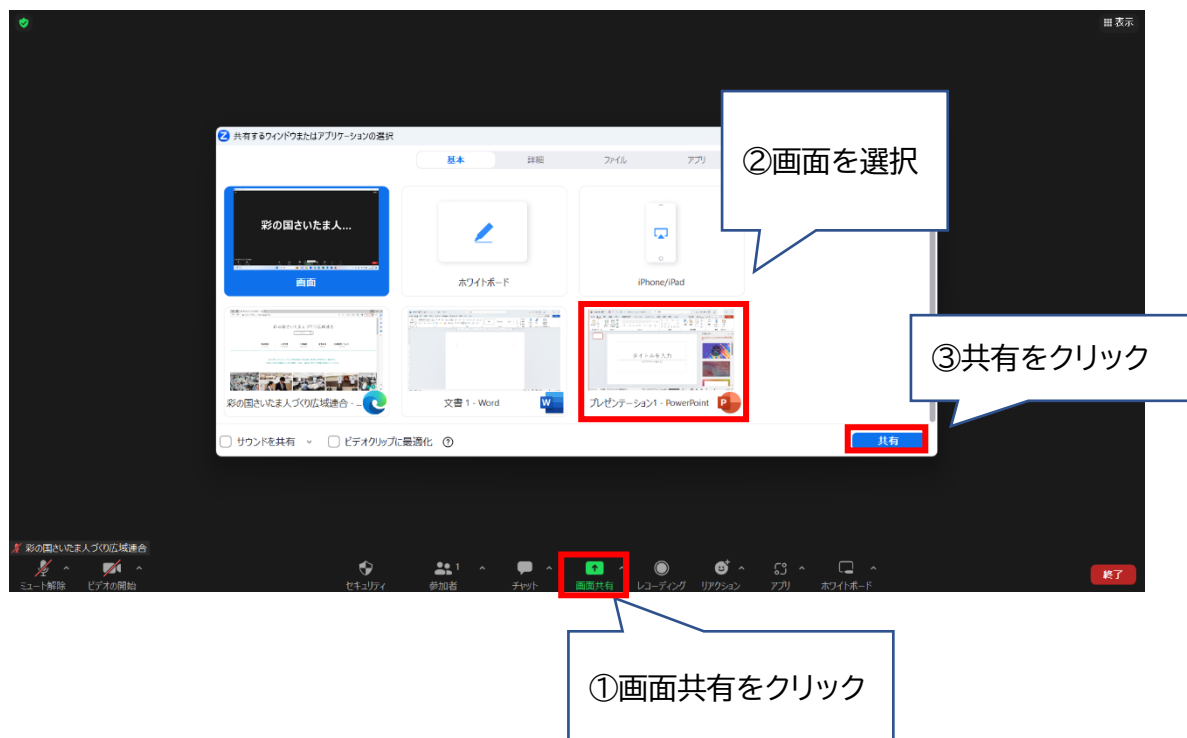 表示
共有するウィンドウまたはアプリケーションの選択
基本
詳細
ファイル
アプリ
②画面を選択
彩の国さいたま人...
画面
ホワイトボード
iPhone/iPad
タイトルを入力
彩の国さいたま人づくり広域連合 - ...
文書 1 - Word
プレゼンテーション1 - PowerPoint
③共有をクリック
サウンドを共有
ビデオクリップに最適化
共有
彩の国さいたま人づくり広域連合
ミュート解除
ビデオの開始
セキュリティ
1
参加者
チャット
画面共有
レコーディング
リアクション
アプリ
ホワイトボード
終了
①画面共有をクリック